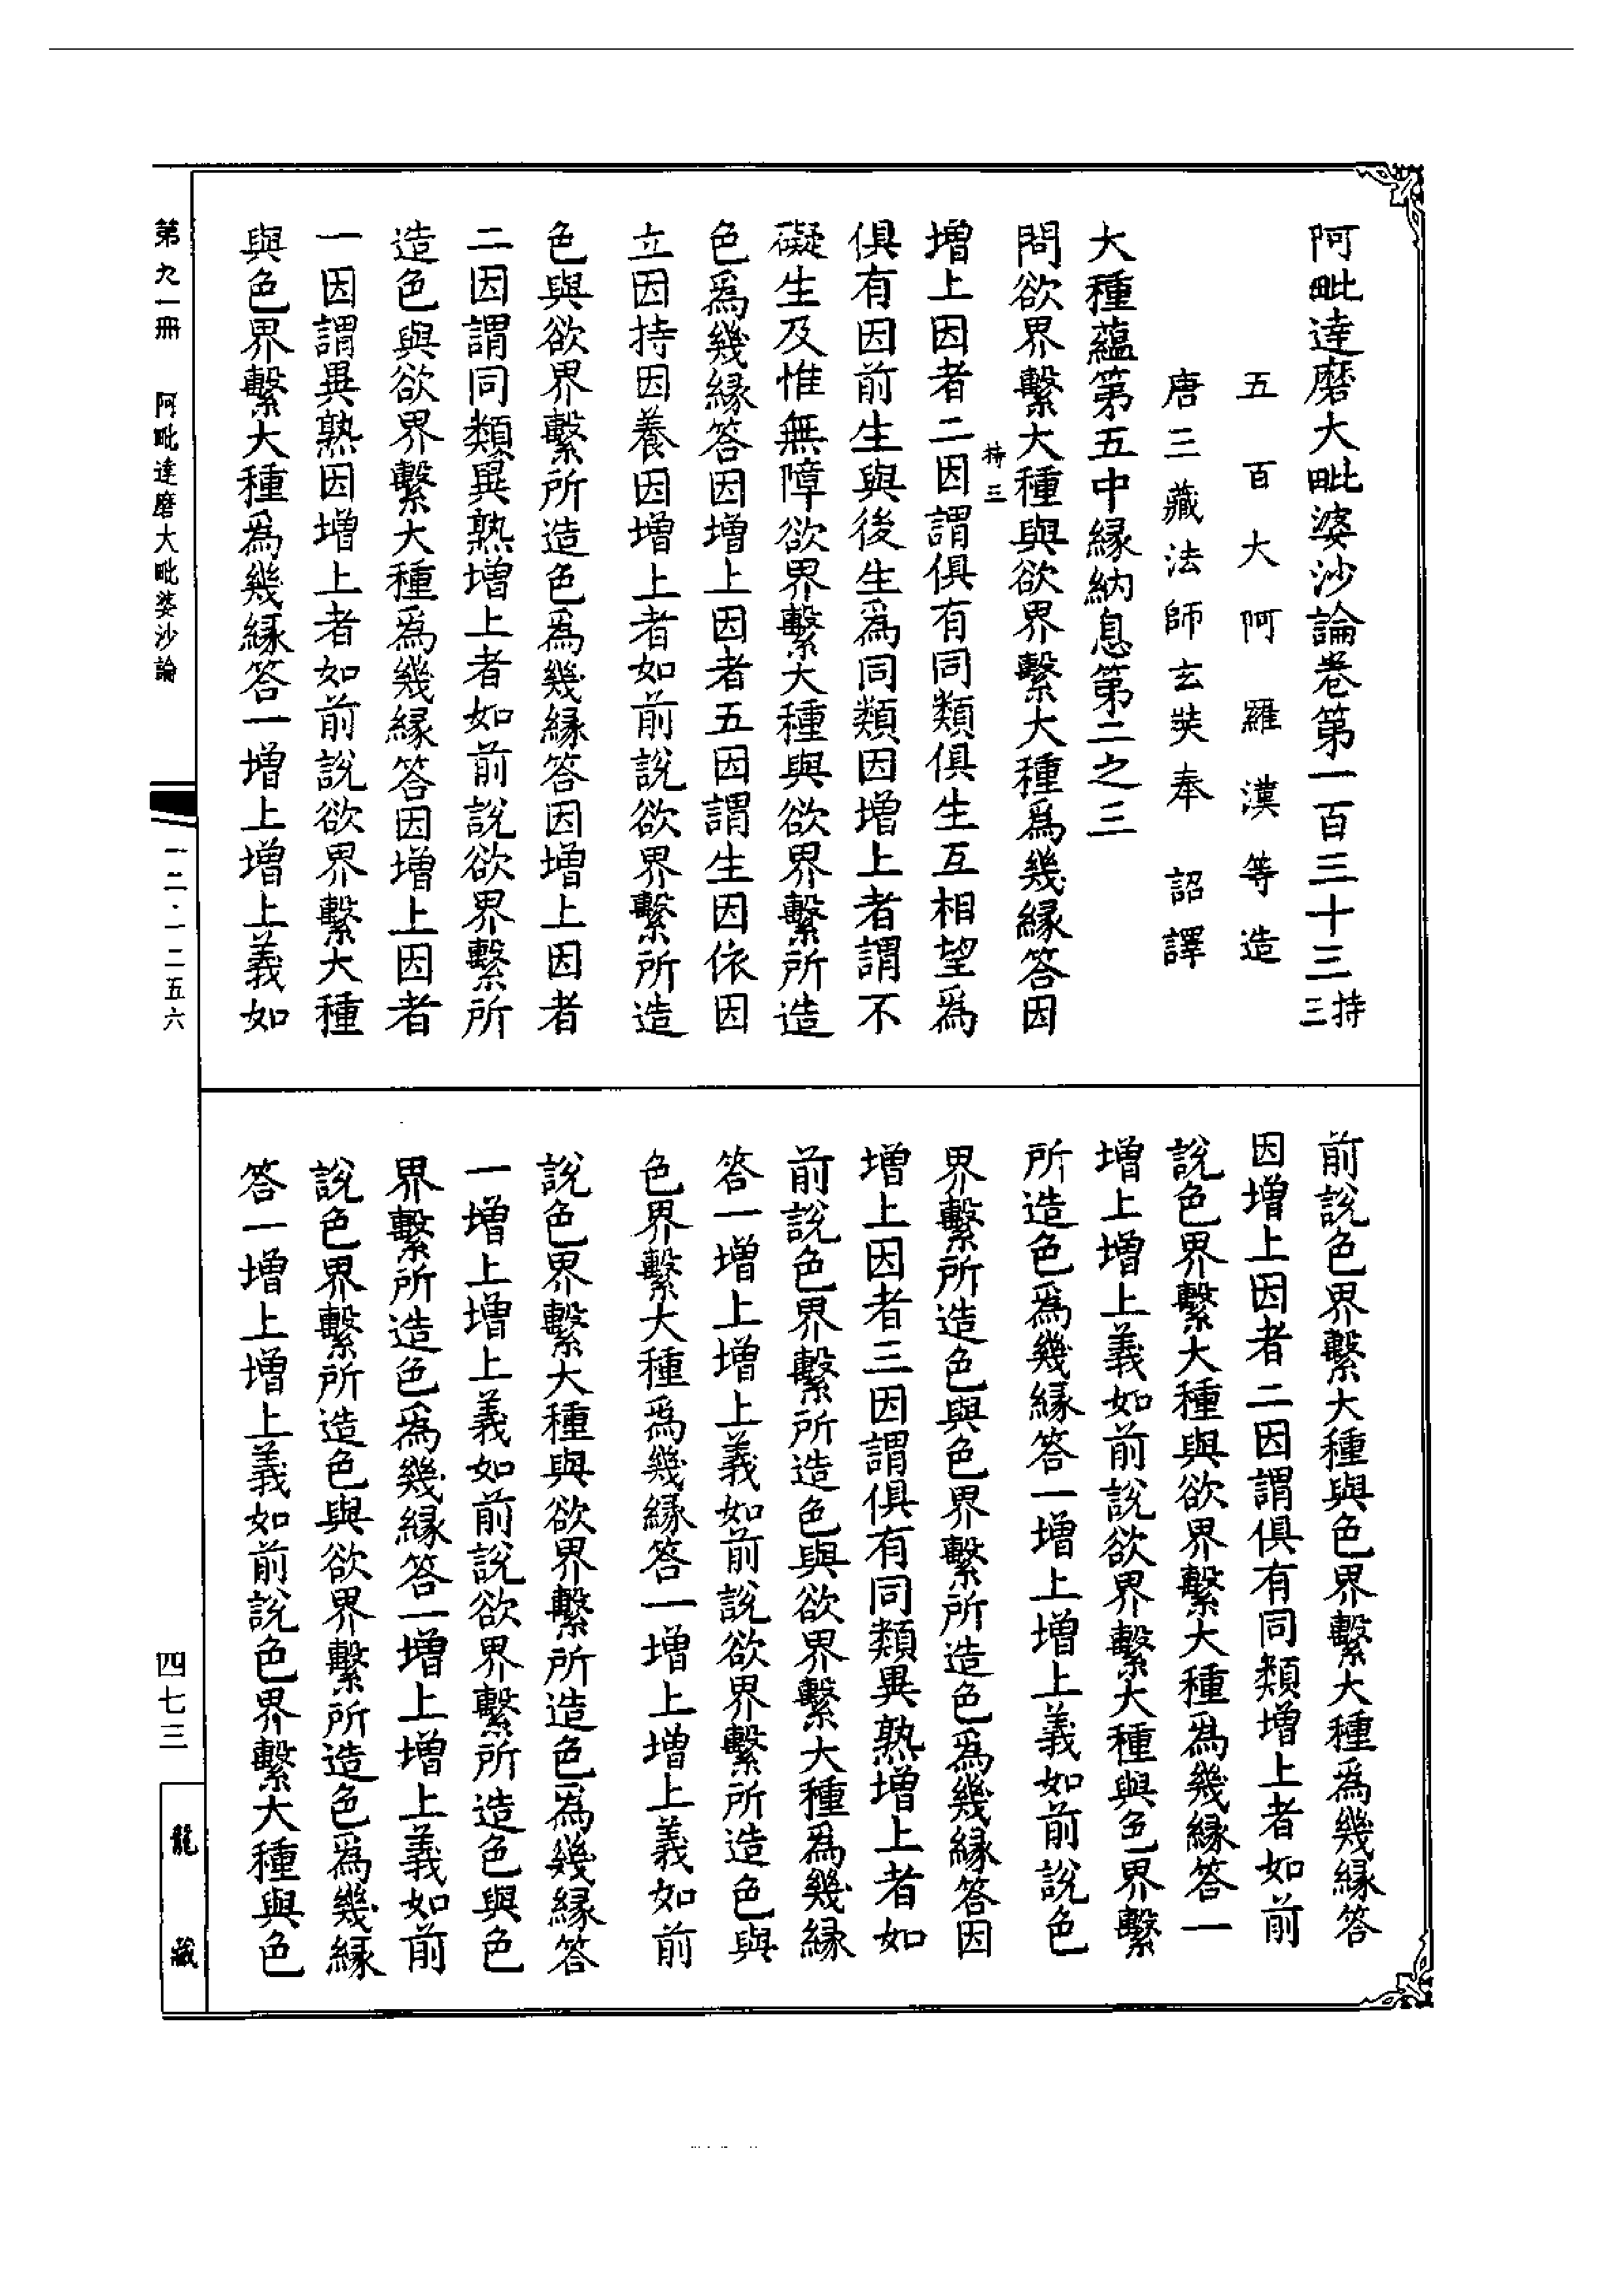 阿毗達磨大毗婆沙論卷第一百三十三 持三
五百大阿羅漢等造
唐三藏法師玄奘奉 詔譯
大種蘊第五中緣納息第二之三
問欲界繫大種與欲界繫大種爲幾緣答因
持三
增上因者二因謂俱有同類俱生互相望爲
俱有因前生與後生爲同類因增上者謂不
礙生及惟無障欲界繫大種與欲界繫所造
色爲幾緣答因增上因者五因謂生因依因
立因持因養因增上者如前說欲界繫所造
色與欲界繫所造色爲幾緣答因增上因者
二因謂同類異熟增上者如前說欲界繫所
造色與欲界繫大種爲幾緣答因增上因者
一因謂異熟因增上者如前說欲界繫大種
與色界繫大種爲幾緣答一增上增上義如
前說色界繫大種與色界繫大種爲幾緣答
因增上因者二因謂俱有同類增上者如前
說色界繫大種與欲界繫大種爲幾緣答一
增上增上義如前說欲界繫大種與色界繫
所造色爲幾緣答一增上增上義如前說色
界繫所造色與色界繫所造色爲幾緣答因
增上因者三因謂俱有同類異熟增上者如
前說色界繫所造色與欲界繫大種爲幾緣
答一增上增上義如前說欲界繫所造色與
色界繫大種爲幾緣答一增上增上義如前
說色界繫大種與欲界繫所造色爲幾緣答
一增上增上義如前說欲界繫所造色與色
界繫所造色爲幾緣答一增上增上義如前
說色界繫所造色與欲界繫所造色爲幾緣
答一增上增上義如前說色界繫大種與色
第九一冊 阿毗達磨大毗婆沙論
一二·一二五六
四七三
龍藏